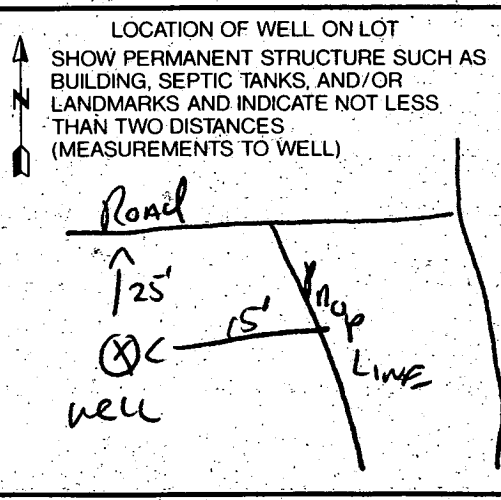 LOCATION OF WELL ON LOT
N
SHOW PERMANENT STRUCTURE SUCH AS
BUILDING, SEPTIC TANKS, AND/OR
LANDMARKS AND INDICATE NOT LESS
THAN TWO DISTANCES
(MEASUREMENTS TO WELL)
Road
25'
15'
Prop
Line
well